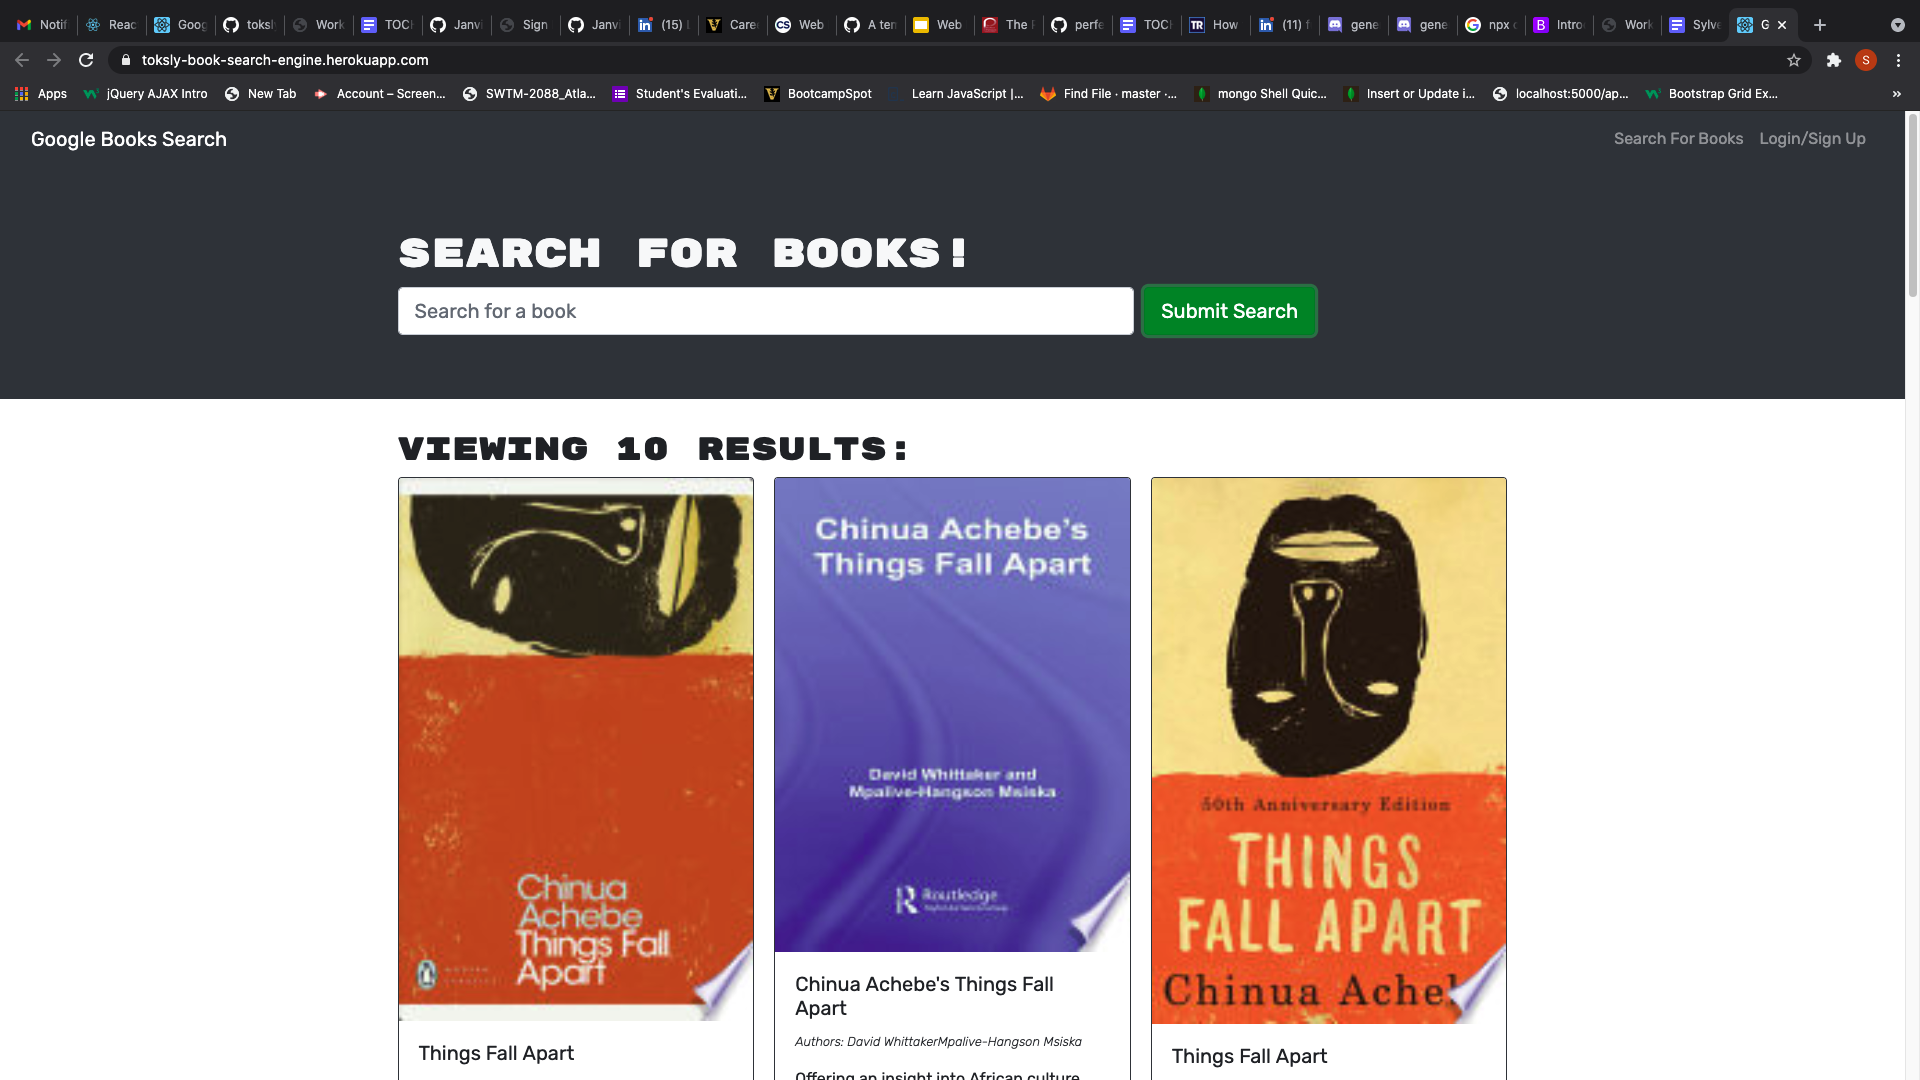 Notif
Reac
Goog
toksl
Work
TOCH
Janvi
Sign
Janvi
(15) L
Care
Web
A ten
Web
The F
perfe
TOCH
How
(11) f
gene
gene
npx c
Intro
Work
Sylve
G
toksly-book-search-engine.herokuapp.com
S
Apps
jQuery AJAX Intro
New Tab
Account – Screen...
SWTM-2088_Atla...
Student's Evaluati...
BootcampSpot
Learn JavaScript |...
Find File · master ·...
mongo Shell Quic...
Insert or Update i...
localhost:5000/ap...
Bootstrap Grid Ex...
»
Google Books Search
Search For Books
Login/Sign Up
SEARCH FOR BOOKS!
Search for a book
Submit Search
VIEWING 10 RESULTS:
Chinua
Achebe
Things Fall
Apart
Things Fall Apart
Chinua Achebe's
Things Fall Apart
David Whittaker and
Mpalive-Hangson Msiska
Routledge
Chinua Achebe's Things Fall
Apart
Authors: David WhittakerMpalive-Hangson Msiska
Offering an insight into African culture
50th Anniversary Edition
THINGS
FALL APART
Chinua Achel
Things Fall Apart